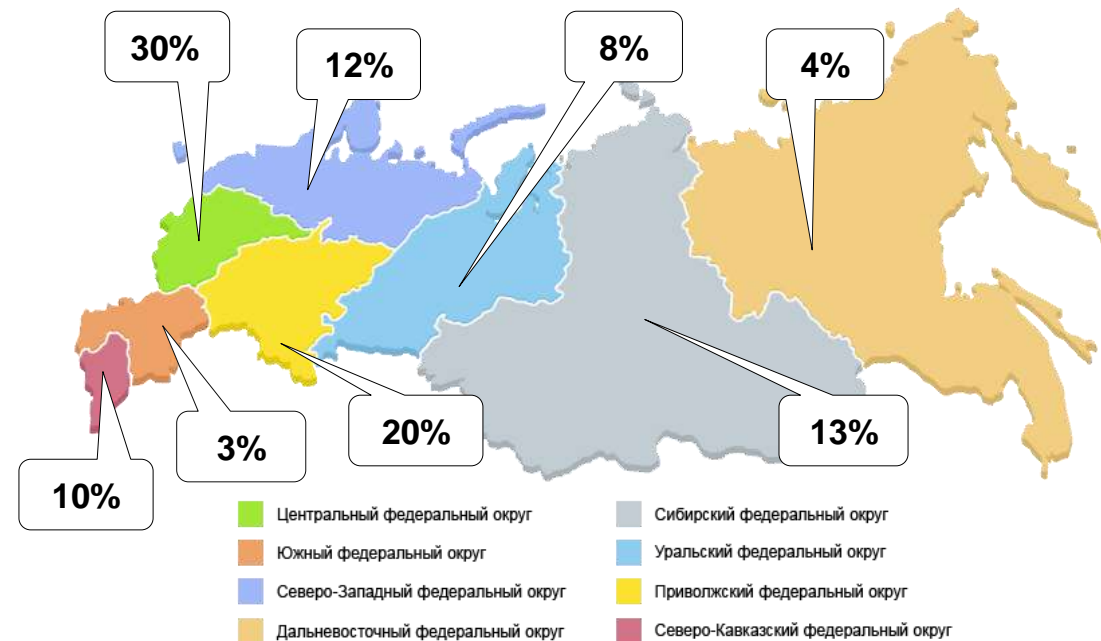 30%
12%
8%
4%
3%
20%
13%
10%
Центральный федеральный округ
Южный федеральный округ
Северо-Западный федеральный округ
Дальневосточный федеральный округ
Сибирский федеральный округ
Уральский федеральный округ
Приволжский федеральный округ
Северо-Кавказский федеральный округ